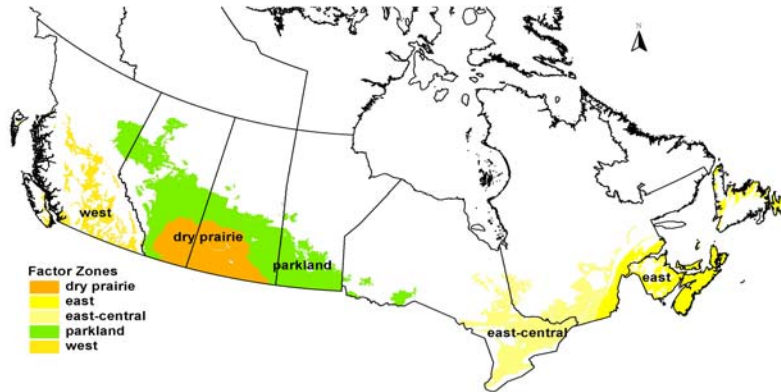 N
west
dry prairie
parkland
east
east-central
Factor Zones
dry prairie
east
east-central
parkland
west